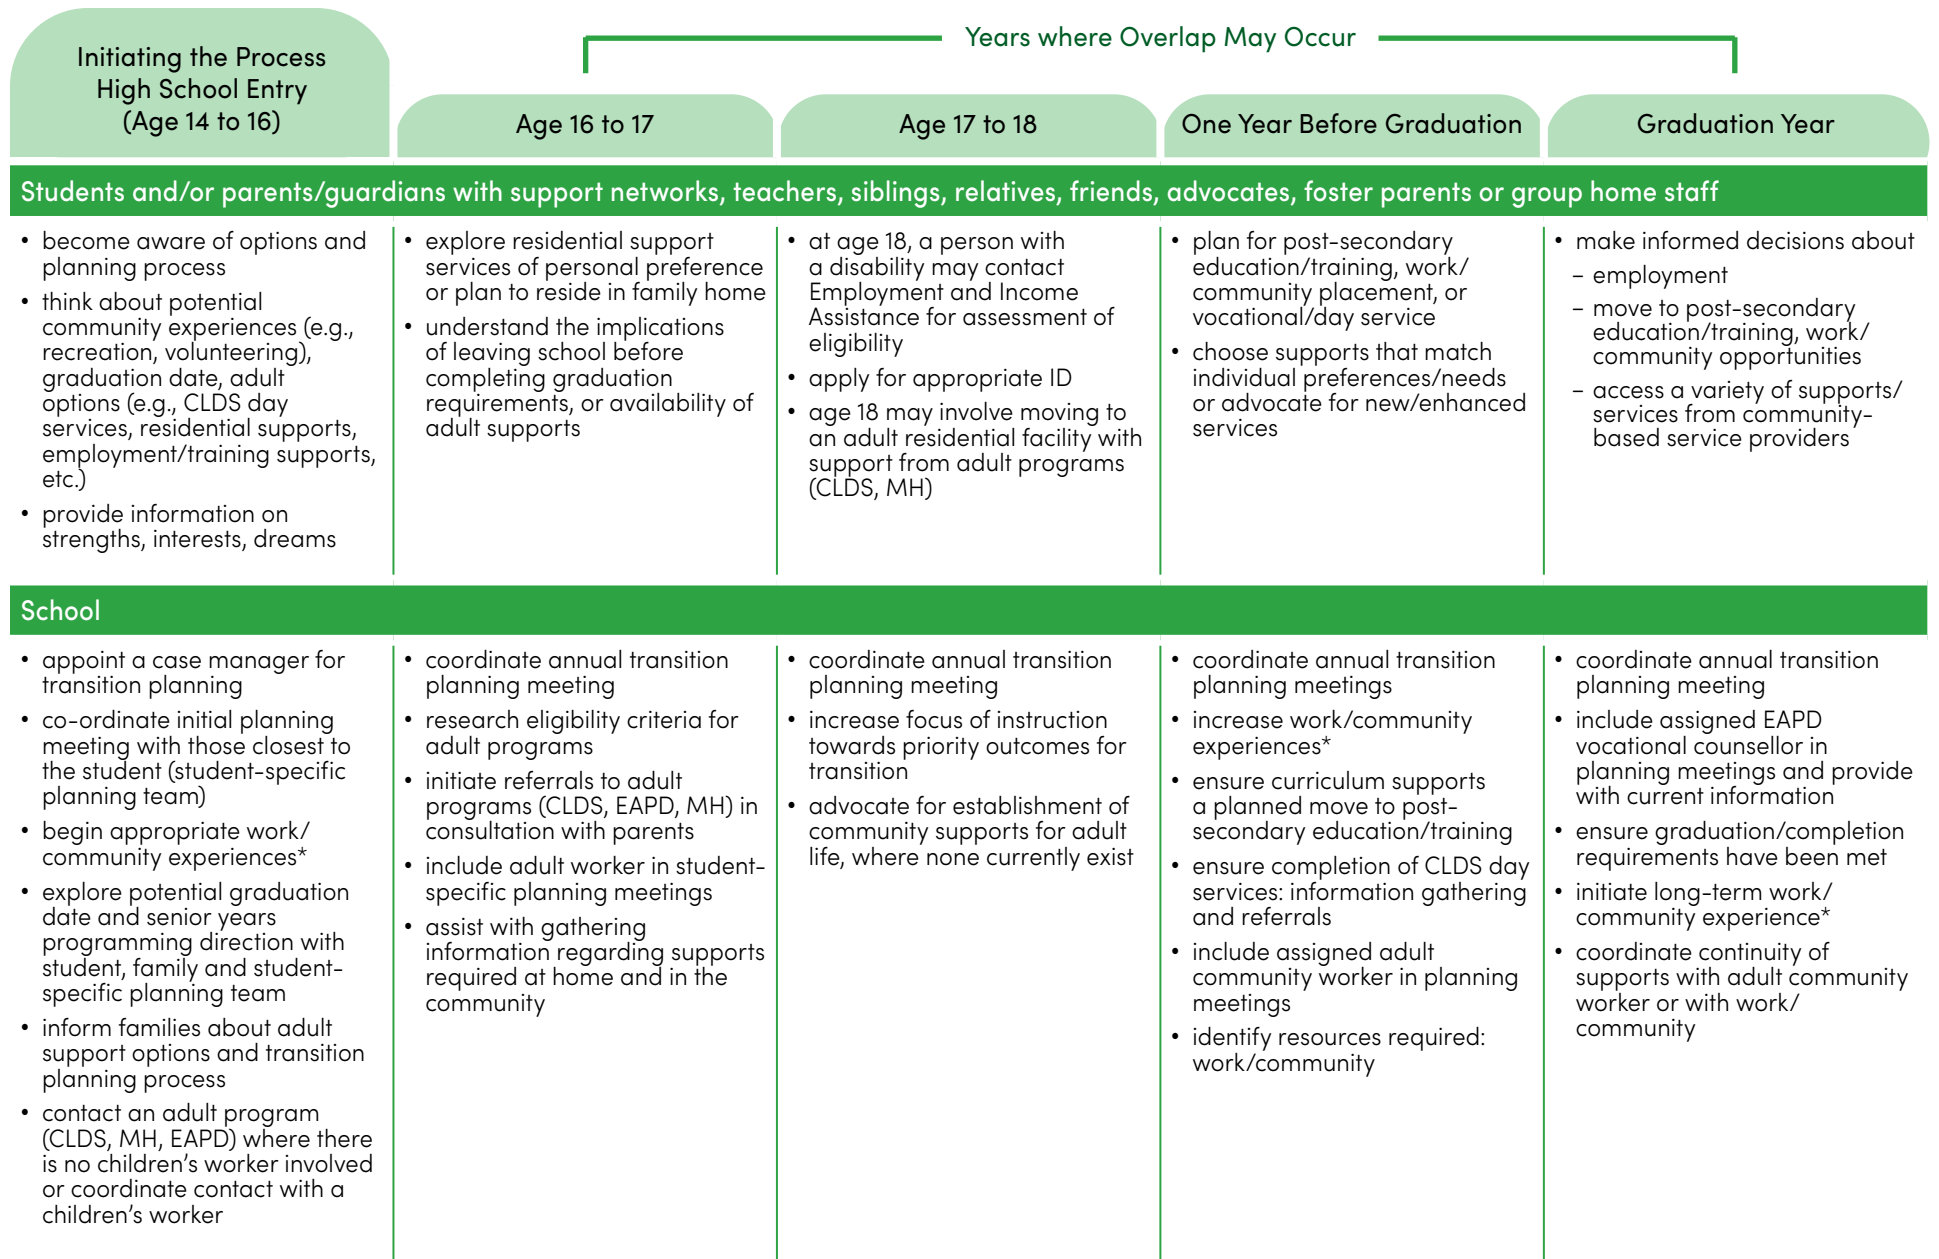 Initiating the Process
High School Entry
(Age 14 to 16)
Years where Overlap May Occur
Age 16 to 17
Age 17 to 18
One Year Before Graduation
Graduation Year
Students and/or parents/guardians with support networks, teachers, siblings, relatives, friends, advocates, foster parents or group home staff
• become aware of options and
planning process
• think about potential
community experiences (e.g.,
recreation, volunteering),
graduation date, adult
options (e.g., CLDS day
services, residential supports,
employment/training supports,
etc.)
• provide information on
strengths, interests, dreams
• explore residential support
services of personal preference
or plan to reside in family home
• understand the implications
of leaving school before
completing graduation
requirements, or availability of
adult supports
• at age 18, a person with
a disability may contact
Employment and Income
Assistance for assessment of
eligibility
• apply for appropriate ID
• age 18 may involve moving to
an adult residential facility with
support from adult programs
(CLDS, MH)
• plan for post-secondary
education/training, work/
community placement, or
vocational/day service
• choose supports that match
individual preferences/needs
or advocate for new/enhanced
services
• make informed decisions about
– employment
– move to post-secondary
education/training, work/
community opportunities
– access a variety of supports/
services from community-
based service providers
School
• appoint a case manager for
transition planning
• co-ordinate initial planning
meeting with those closest to
the student (student-specific
planning team)
• begin appropriate work/
community experiences*
• explore potential graduation
date and senior years
programming direction with
student, family and student-
specific planning team
• inform families about adult
support options and transition
planning process
• contact an adult program
(CLDS, MH, EAPD) where there
is no children’s worker involved
or coordinate contact with a
children’s worker
• coordinate annual transition
planning meeting
• research eligibility criteria for
adult programs
• initiate referrals to adult
programs (CLDS, EAPD, MH) in
consultation with parents
• include adult worker in student-
specific planning meetings
• assist with gathering
information regarding supports
required at home and in the
community
• coordinate annual transition
planning meeting
• increase focus of instruction
towards priority outcomes for
transition
• advocate for establishment of
community supports for adult
life, where none currently exist
• coordinate annual transition
planning meetings
• increase work/community
experiences*
• ensure curriculum supports
a planned move to post-
secondary education/training
• ensure completion of CLDS day
services: information gathering
and referrals
• include assigned adult
community worker in planning
meetings
• identify resources required:
work/community
• coordinate annual transition
planning meeting
• include assigned EAPD
vocational counsellor in
planning meetings and provide
with current information
• ensure graduation/completion
requirements have been met
• initiate long-term work/
community experience*
• coordinate continuity of
supports with adult community
worker or with work/
community